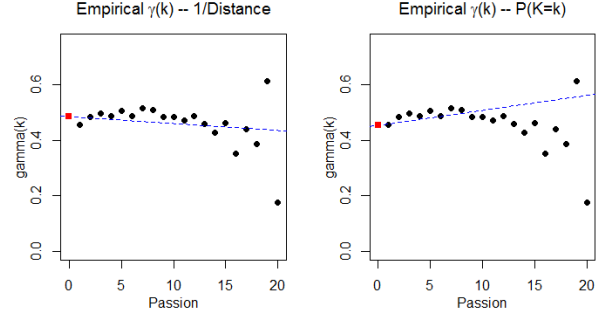 Empirical γ(k) -- 1/Distance
gamma(k)
0.0 0.2 0.4 0.6
0 5 10 15 20
Passion
Empirical γ(k) -- P(K=k)
gamma(k)
0.0 0.2 0.4 0.6
0 5 10 15 20
Passion